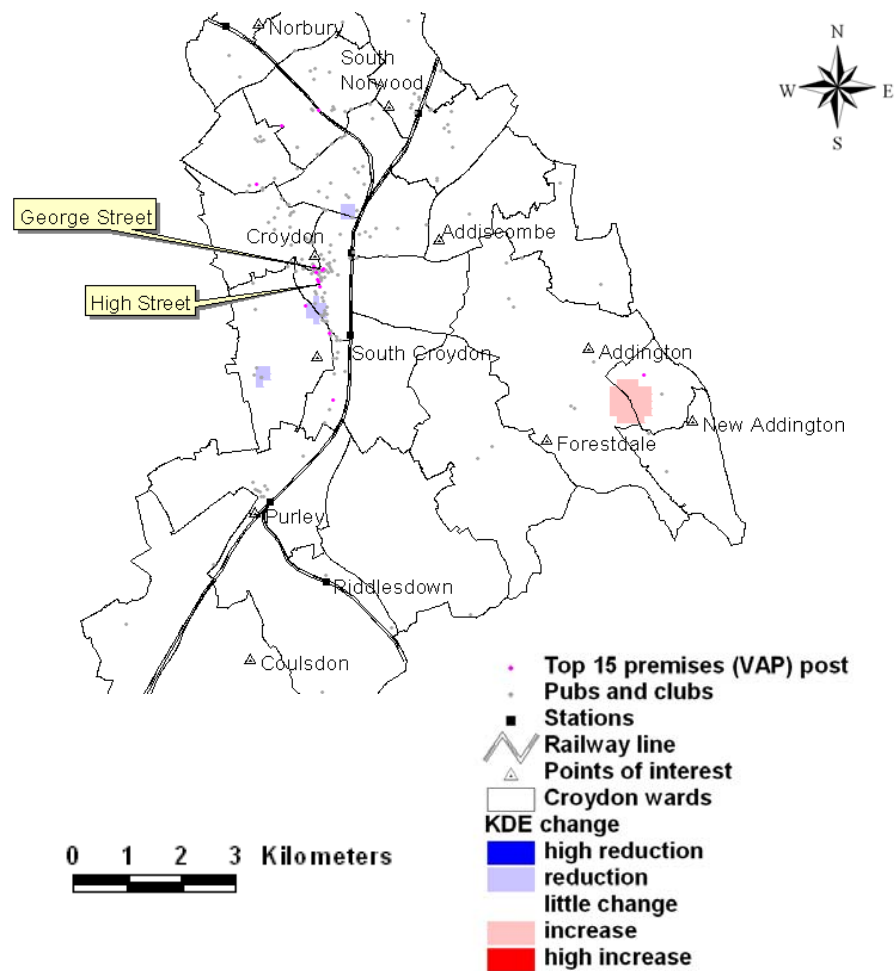 Norbury
South
Norwood
N
W
E
S
George Street
Croydon
Addiscombe
High Street
South Croydon
Addington
New Addington
Forestdale
Purley
Riddlesdown
Coulsdon
Top 15 premises (VAP) post
Pubs and clubs
Stations
Railway line
Points of interest
Croydon wards
KDE change
high reduction
reduction
little change
increase
high increase
0 1 2 3 Kilometers